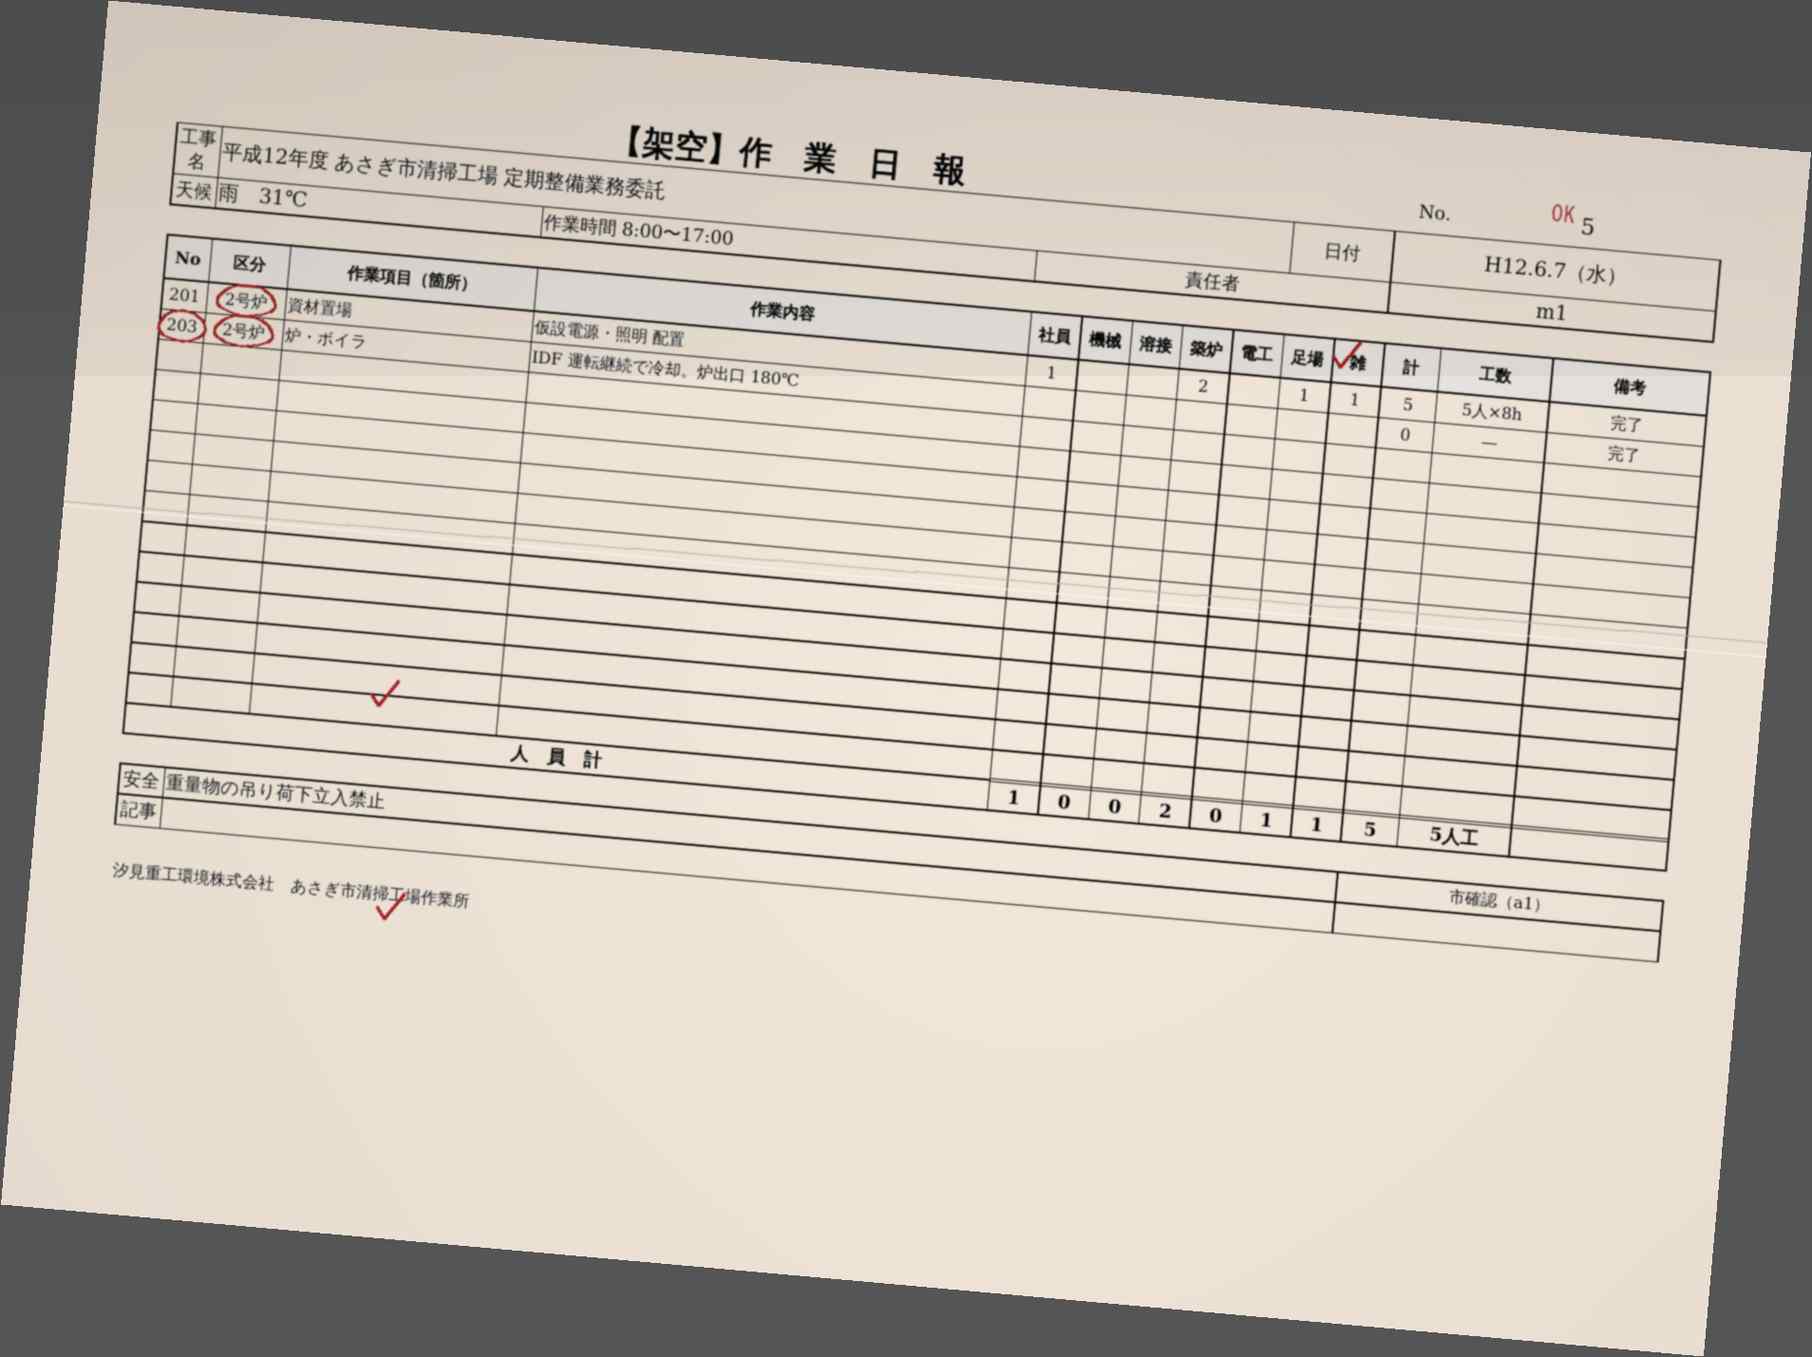 【架空】作　業　日　報
No. OK 5
工事名 平成12年度 あさぎ市清掃工場 定期整備業務委託 日付 H12.6.7（水）
天候 雨　31℃ 作業時間 8:00〜17:00 責任者 m1
No 区分 作業項目（箇所） 作業内容 社員 機械 溶接 築炉 電工 足場 雑 計 工数 備考
201 2号炉 資材置場 仮設電源・照明 配置 1 2 1 1 5 5人×8h 完了
203 2号炉 炉・ボイラ IDF 運転継続で冷却。炉出口 180℃ 0 — 完了
人　員　計 1 0 0 2 0 1 1 5 5人工
安全 重量物の吊り荷下立入禁止 市確認（a1）
記事
汐見重工環境株式会社　あさぎ市清掃工場作業所